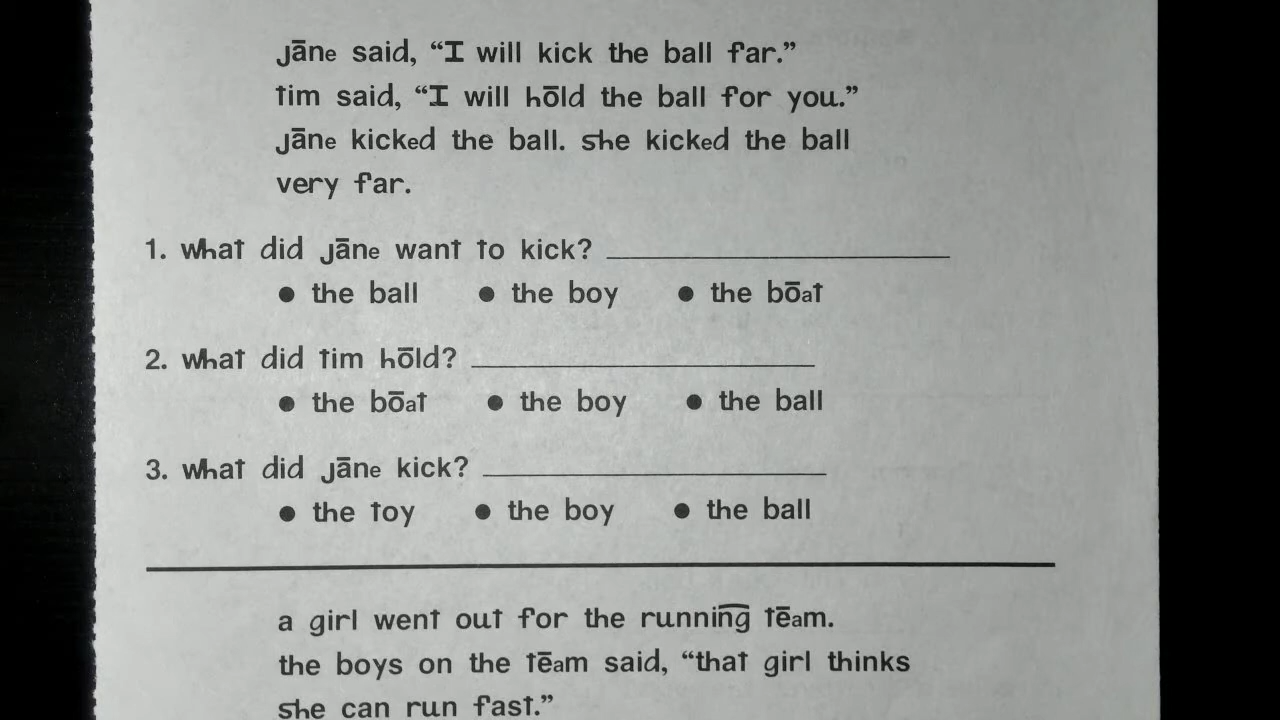 jāne said, “I will kick the ball far.”
tim said, “I will hōld the ball for you.”
jāne kicked the ball. she kicked the ball
very far.
1. what did jāne want to kick? ____________________
● the ball ● the boy ● the bōat
2. what did tim hōld? ____________________
● the bōat ● the boy ● the ball
3. what did jāne kick? ____________________
● the toy ● the boy ● the ball
a girl went out for the running tēam.
the boys on the tēam said, “that girl thinks
she can run fast.”